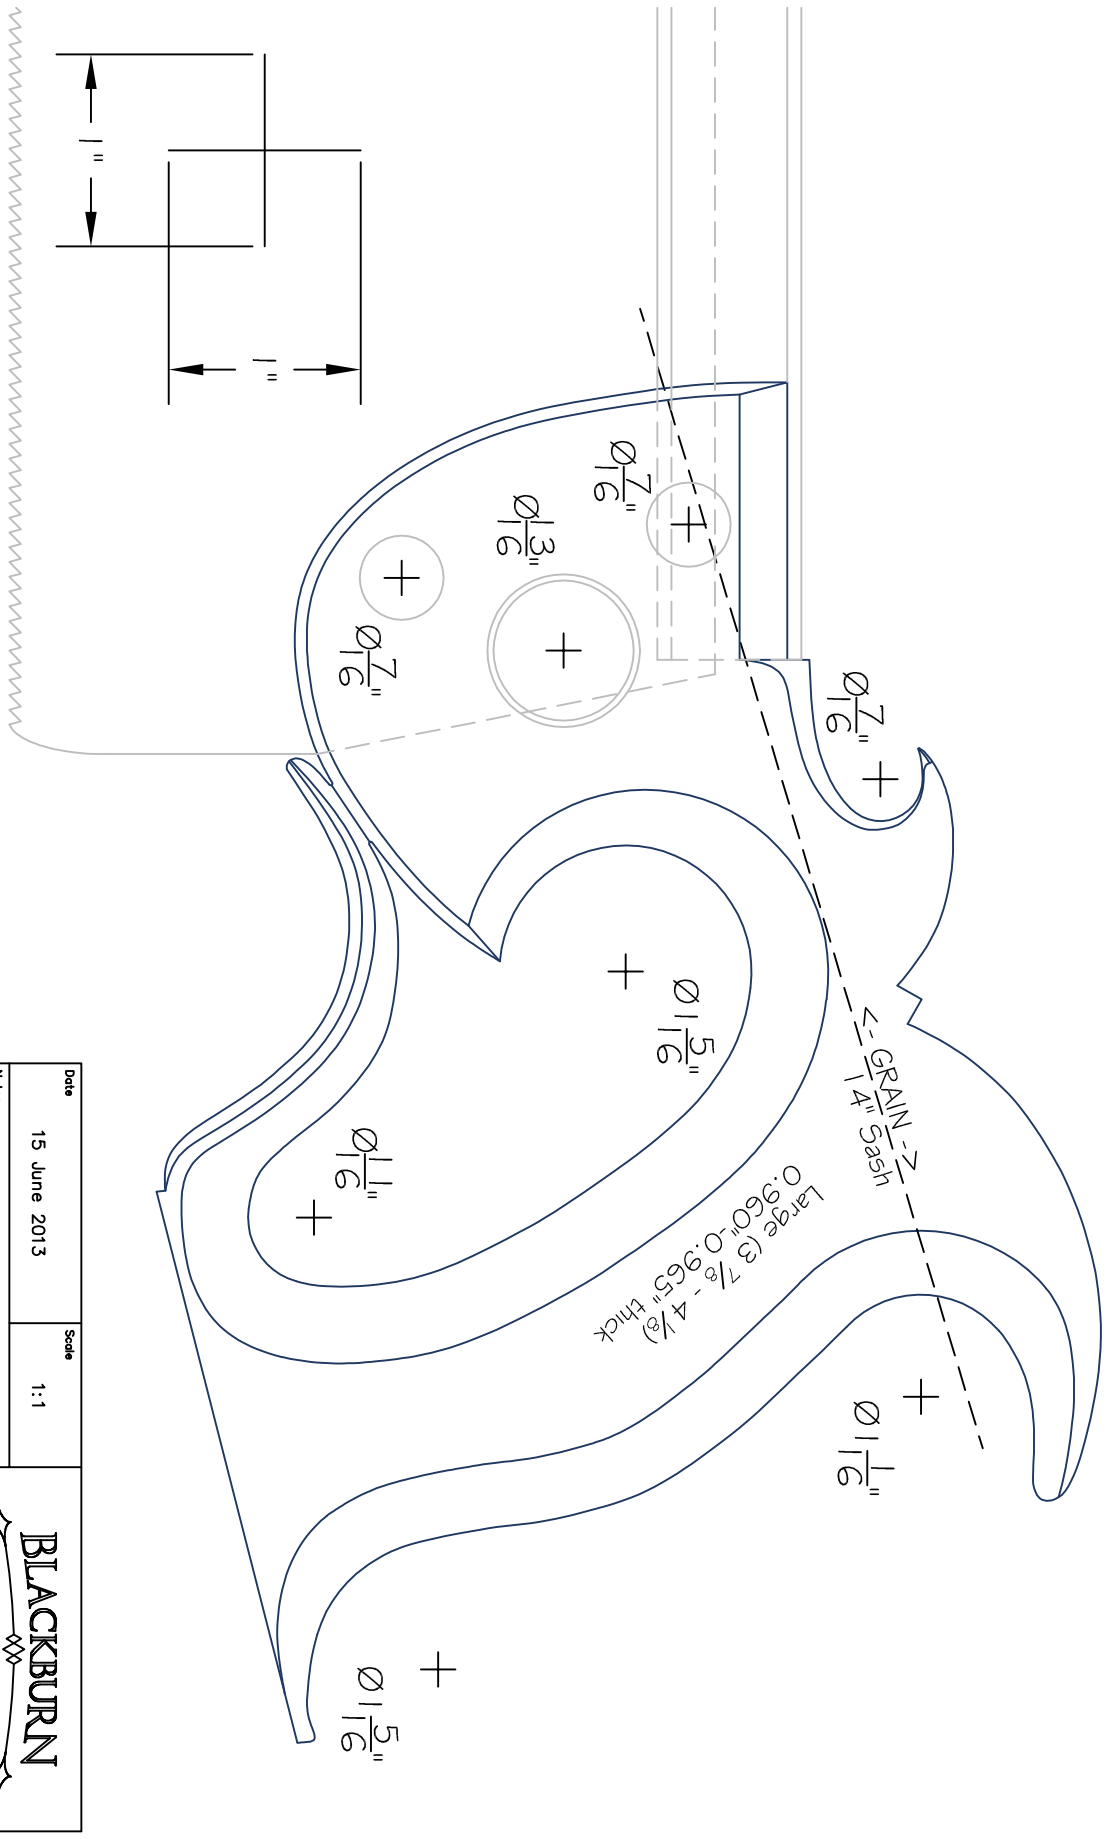 Ø1 1/16"
Ø7/16"
<- GRAIN ->
14" Sash
Large (3 7/8 - 4 1/8)
0.960"-0.965" thick
Ø1 5/16"
Ø7/16"
Ø13/16"
Ø7/16"
Ø11/16"
Ø1 5/16"
1"
1"
Date
15 June 2013
Scale
1:1
BLACKBURN